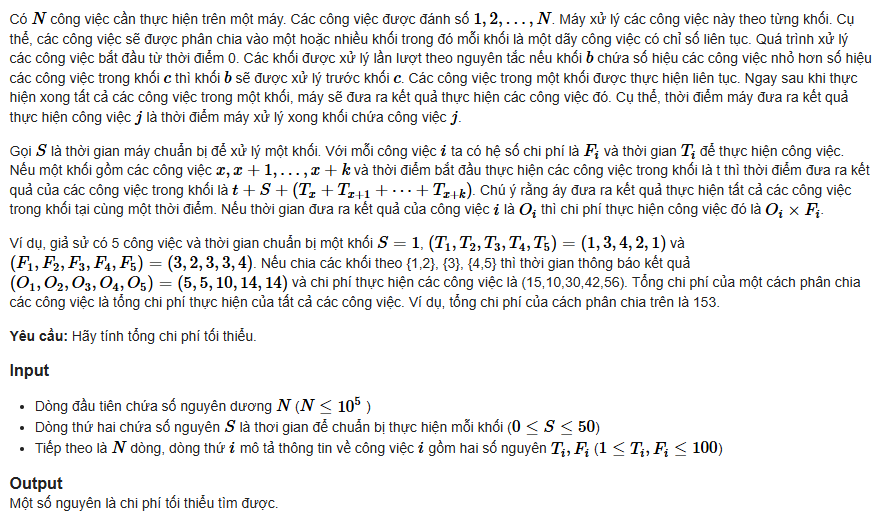 Có N công việc cần thực hiện trên một máy. Các công việc được đánh số 1, 2, . . . , N. Máy xử lý các công việc này theo từng khối. Cụ
thể, các công việc sẽ được phân chia vào một hoặc nhiều khối trong đó mỗi khối là một dãy công việc có chỉ số liên tục. Quá trình xử lý
các công việc bắt đầu từ thời điểm 0. Các khối được xử lý lần lượt theo nguyên tắc nếu khối b chứa số hiệu các công việc nhỏ hơn số hiệu
các công việc trong khối c thì khối b sẽ được xử lý trước khối c. Các công việc trong một khối được thực hiện liên tục. Ngay sau khi thực
hiện xong tất cả các công việc trong một khối, máy sẽ đưa ra kết quả thực hiện các công việc đó. Cụ thể, thời điểm máy đưa ra kết quả
thực hiện công việc j là thời điểm máy xử lý xong khối chứa công việc j.
Gọi S là thời gian máy chuẩn bị để xử lý một khối. Với mỗi công việc i ta có hệ số chi phí là F_i và thời gian T_i để thực hiện công việc.
Nếu một khối gồm các công việc x, x + 1, . . . , x + k và thời điểm bắt đầu thực hiện các công việc trong khối là t thì thời điểm đưa ra kết
quả của các công việc trong khối là t + S + (T_x + T_{x+1} + ⋯ + T_{x+k}). Chú ý rằng áy đưa ra kết quả thực hiện tất cả các công việc
trong khối tại cùng một thời điểm. Nếu thời gian đưa ra kết quả của công việc i là O_i thì chi phí thực hiện công việc đó là O_i × F_i.
Ví dụ, giả sử có 5 công việc và thời gian chuẩn bị một khối S = 1, (T_1, T_2, T_3, T_4, T_5) = (1, 3, 4, 2, 1) và
(F_1, F_2, F_3, F_4, F_5) = (3, 2, 3, 3, 4). Nếu chia các khối theo {1,2}, {3}, {4,5} thì thời gian thông báo kết quả
(O_1, O_2, O_3, O_4, O_5) = (5, 5, 10, 14, 14) và chi phí thực hiện các công việc là (15,10,30,42,56). Tổng chi phí của một cách phân chia
các công việc là tổng chi phí thực hiện của tất cả các công việc. Ví dụ, tổng chi phí của cách phân chia trên là 153.
Yêu cầu: Hãy tính tổng chi phí tối thiểu.
Input
• Dòng đầu tiên chứa số nguyên dương N (N ≤ 10^5 )
• Dòng thứ hai chứa số nguyên S là thơi gian để chuẩn bị thực hiện mỗi khối (0 ≤ S ≤ 50)
• Tiếp theo là N dòng, dòng thứ i mô tả thông tin về công việc i gồm hai số nguyên T_i, F_i (1 ≤ T_i, F_i ≤ 100)
Output
Một số nguyên là chi phí tối thiểu tìm được.